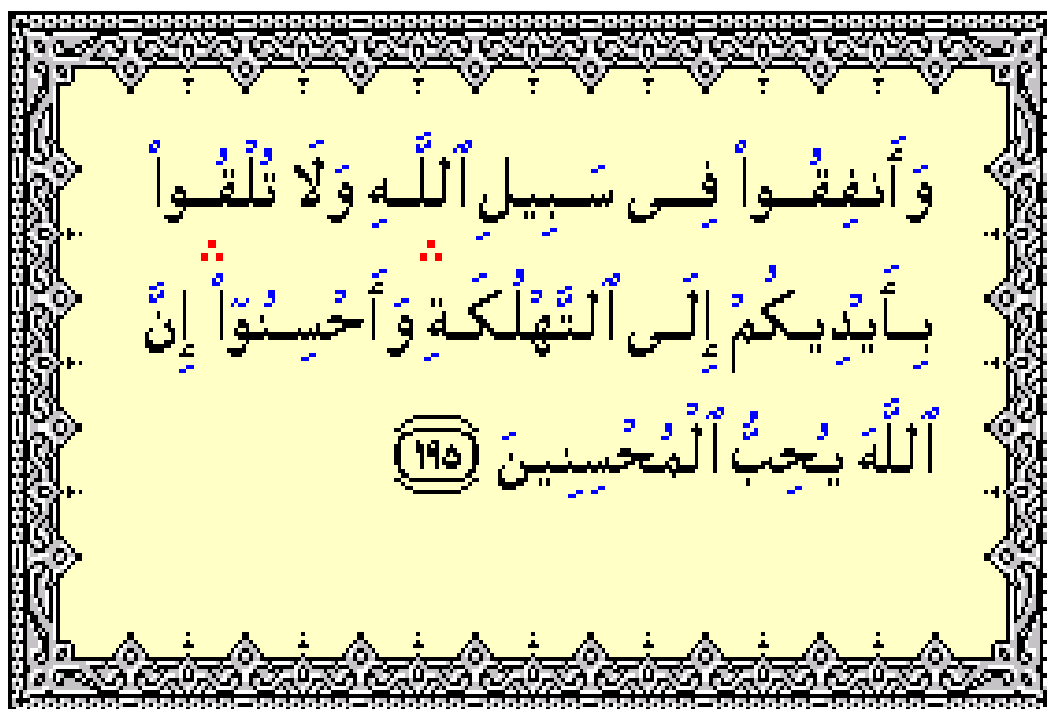 وَأَنفِقُوا۟ فِى سَبِيلِ ٱللَّهِ وَلَا تُلْقُوا۟
بِأَيْدِيكُمْ إِلَى ٱلتَّهْلُكَةِ ۛ وَأَحْسِنُوٓا۟ ۛ إِنَّ
ٱللَّهَ يُحِبُّ ٱلْمُحْسِنِينَ ١٩٥